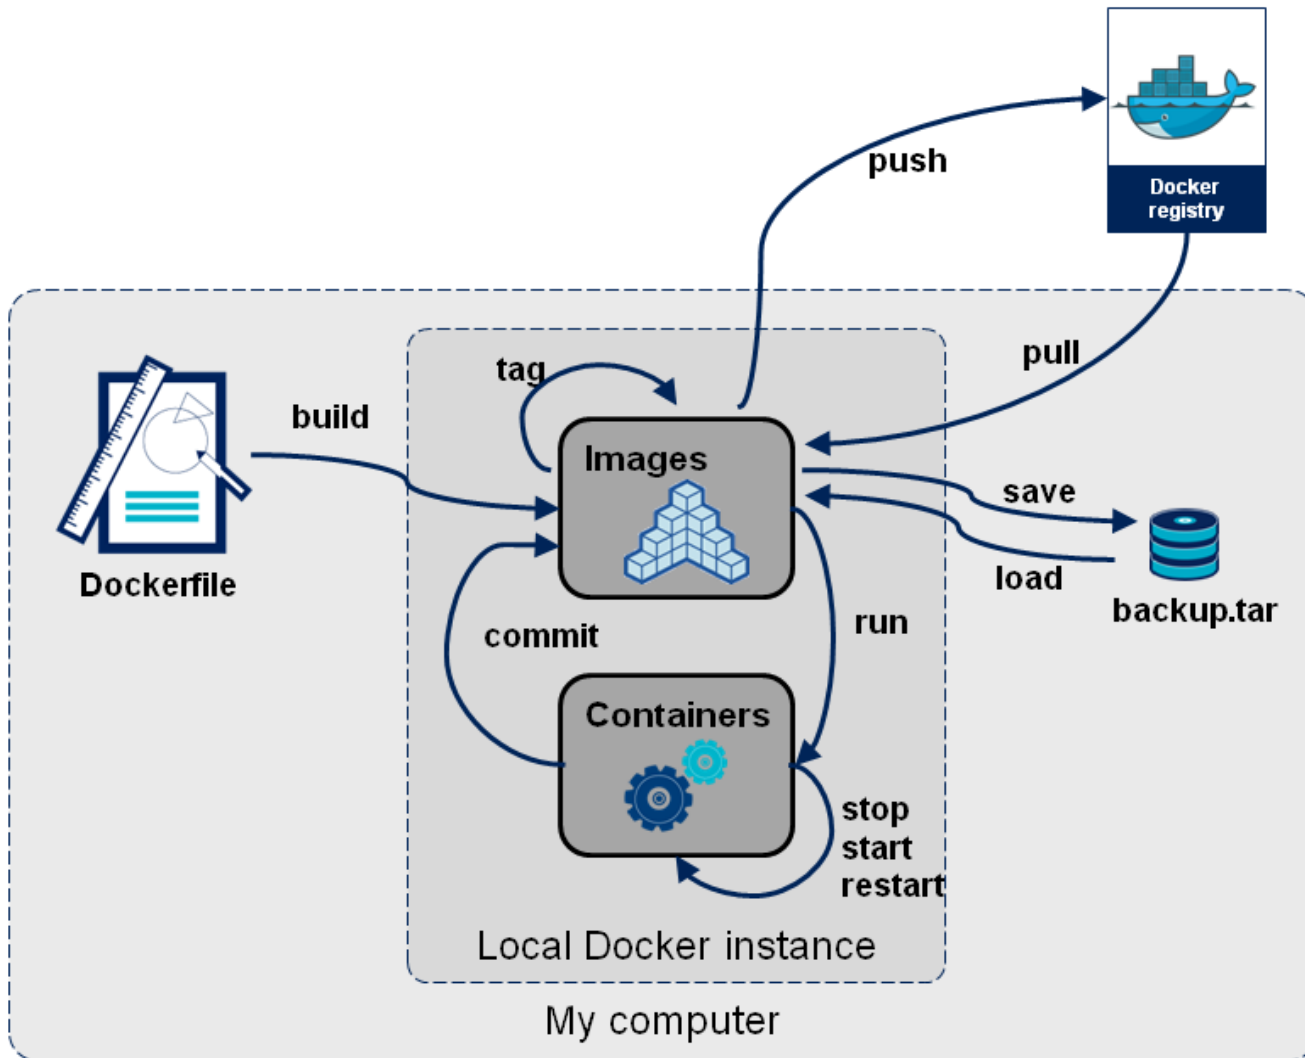 push
Docker
registry
tag
pull
build
Images
save
Dockerfile
load
backup.tar
commit
run
Containers
stop
start
restart
Local Docker instance
My computer